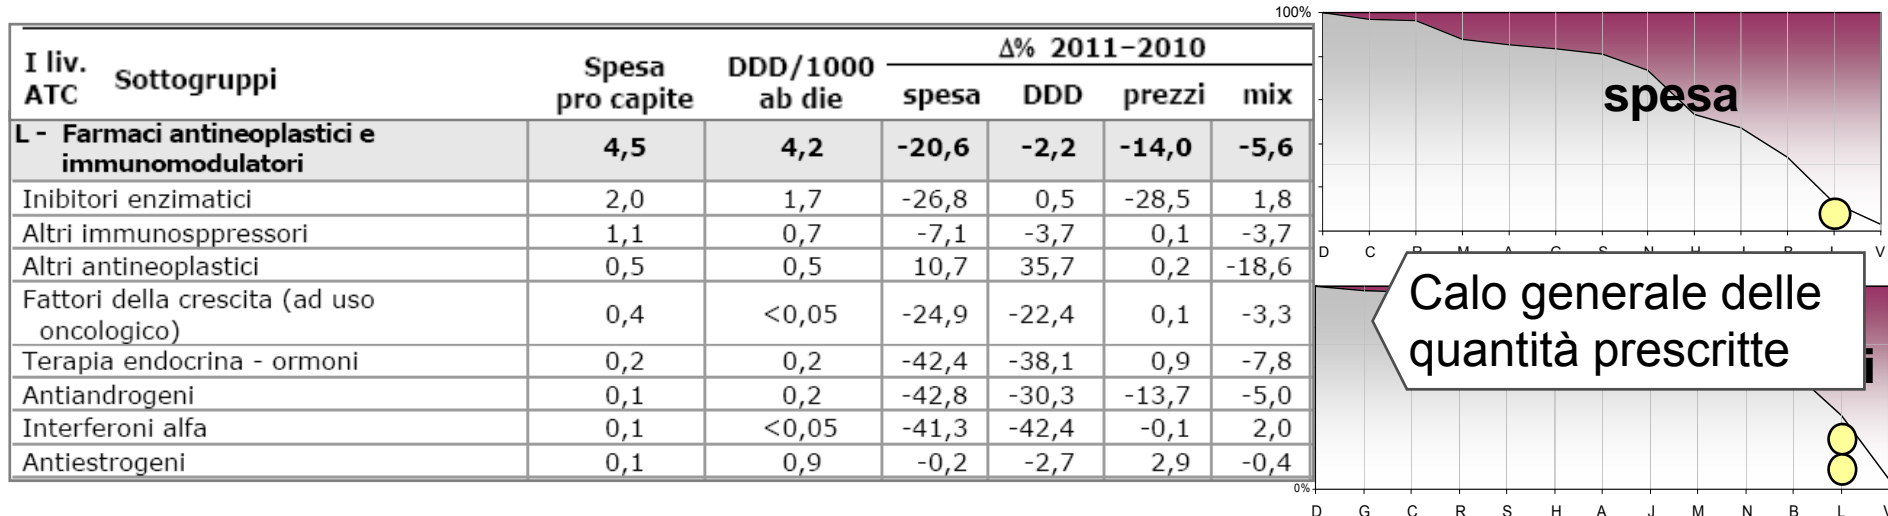 I liv. ATC Sottogruppi Spesa pro capite DDD/1000 ab die Δ% 2011–2010
spesa DDD prezzi mix
L - Farmaci antineoplastici e immunomodulatori 4,5 4,2 -20,6 -2,2 -14,0 -5,6
Inibitori enzimatici 2,0 1,7 -26,8 0,5 -28,5 1,8
Altri immunosppressori 1,1 0,7 -7,1 -3,7 0,1 -3,7
Altri antineoplastici 0,5 0,5 10,7 35,7 0,2 -18,6
Fattori della crescita (ad uso oncologico) 0,4 <0,05 -24,9 -22,4 0,1 -3,3
Terapia endocrina - ormoni 0,2 0,2 -42,4 -38,1 0,9 -7,8
Antiandrogeni 0,1 0,2 -42,8 -30,3 -13,7 -5,0
Interferoni alfa 0,1 <0,05 -41,3 -42,4 -0,1 2,0
Antiestrogeni 0,1 0,9 -0,2 -2,7 2,9 -0,4
100%
spesa
D C R M A G S N H J B L V
Calo generale delle
quantità prescritte
i
0%
D G C R S H A J M N B L V